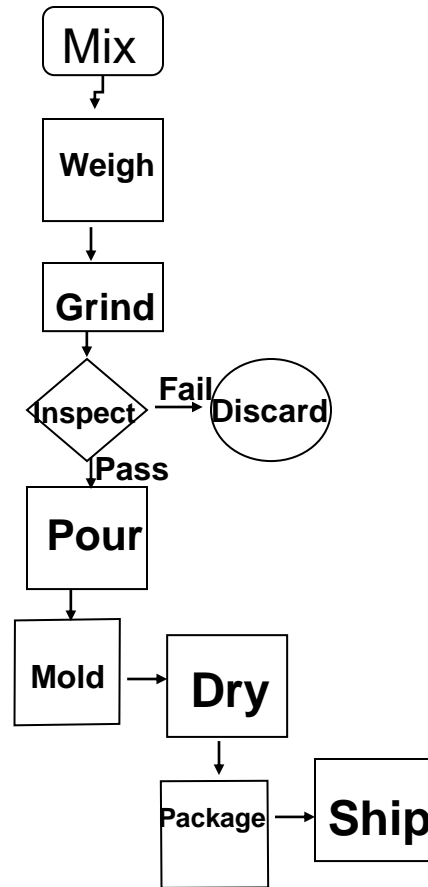 Mix
Weigh
Grind
Inspect
Fail
Discard
Pass
Pour
Mold
Dry
Package
Ship